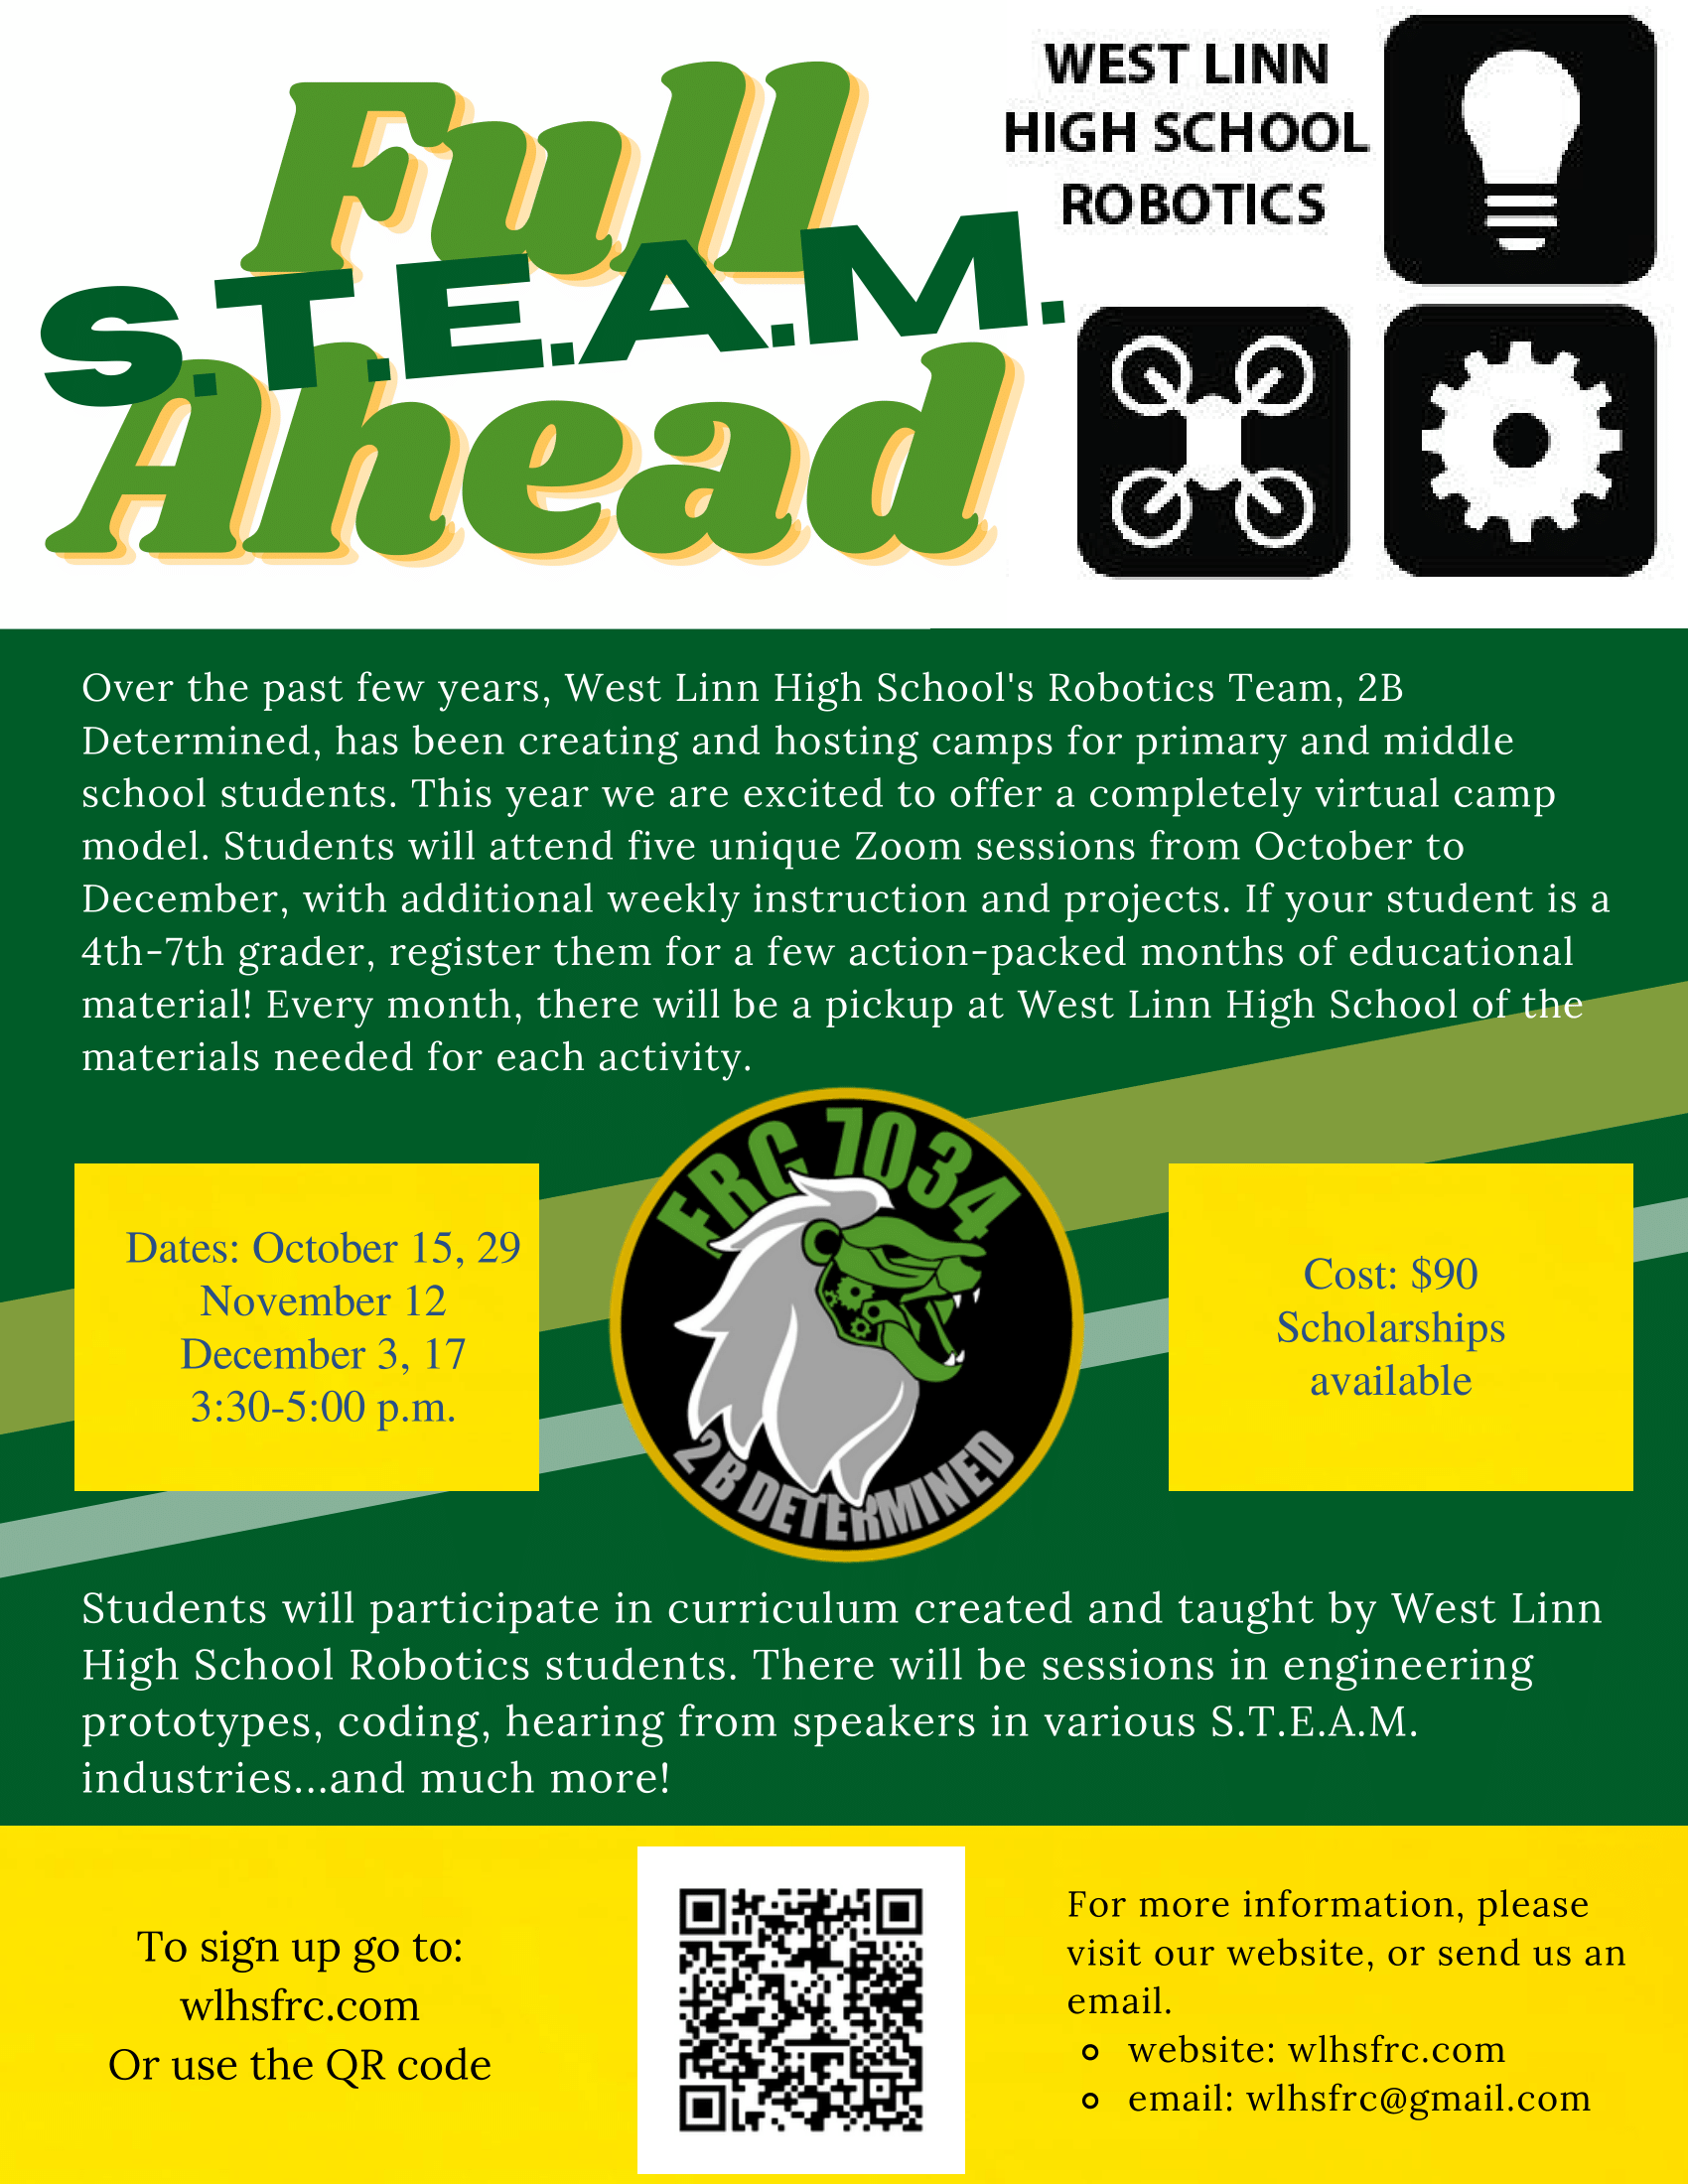 Full
S.T.E.A.M.
Ahead
WEST LINN
HIGH SCHOOL
ROBOTICS
Over the past few years, West Linn High School's Robotics Team, 2B
Determined, has been creating and hosting camps for primary and middle
school students. This year we are excited to offer a completely virtual camp
model. Students will attend five unique Zoom sessions from October to
December, with additional weekly instruction and projects. If your student is a
4th-7th grader, register them for a few action-packed months of educational
material! Every month, there will be a pickup at West Linn High School of the
materials needed for each activity.
Dates: October 15, 29
November 12
December 3, 17
3:30-5:00 p.m.
FRC 7034
2B DETERMINED
Cost: $90
Scholarships
available
Students will participate in curriculum created and taught by West Linn
High School Robotics students. There will be sessions in engineering
prototypes, coding, hearing from speakers in various S.T.E.A.M.
industries...and much more!
To sign up go to:
wlhsfrc.com
Or use the QR code
For more information, please
visit our website, or send us an
email.
website: wlhsfrc.com
email: wlhsfrc@gmail.com